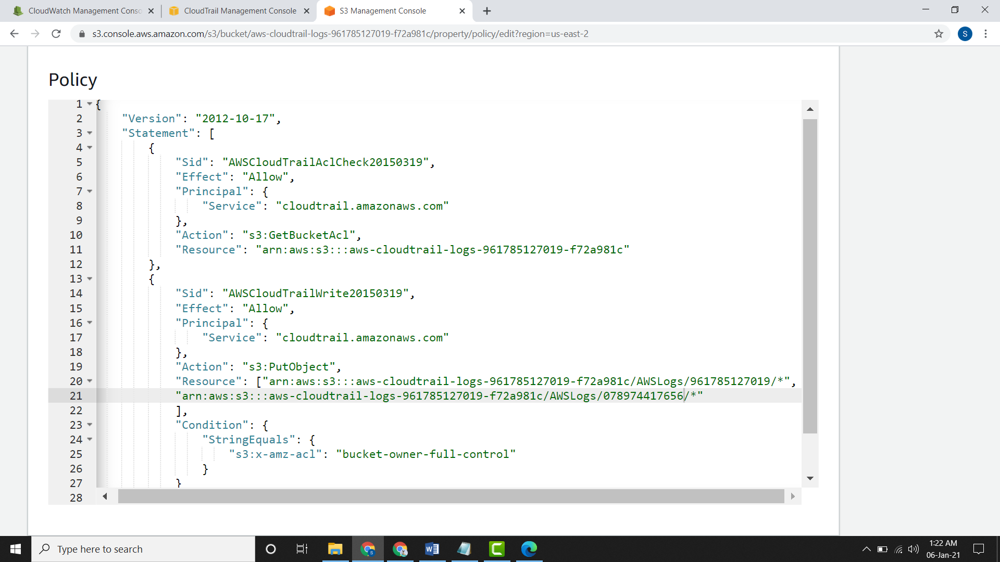 CloudWatch Management Conso
CloudTrail Management Console
S3 Management Console
s3.console.aws.amazon.com/s3/bucket/aws-cloudtrail-logs-961785127019-f72a981c/property/policy/edit?region=us-east-2
S
Policy
1 {
2 "Version": "2012-10-17",
3 "Statement": [
4 {
5 "Sid": "AWSCloudTrailAclCheck20150319",
6 "Effect": "Allow",
7 "Principal": {
8 "Service": "cloudtrail.amazonaws.com"
9 },
10 "Action": "s3:GetBucketAcl",
11 "Resource": "arn:aws:s3:::aws-cloudtrail-logs-961785127019-f72a981c"
12 },
13 {
14 "Sid": "AWSCloudTrailWrite20150319",
15 "Effect": "Allow",
16 "Principal": {
17 "Service": "cloudtrail.amazonaws.com"
18 },
19 "Action": "s3:PutObject",
20 "Resource": ["arn:aws:s3:::aws-cloudtrail-logs-961785127019-f72a981c/AWSLogs/961785127019/*",
21 "arn:aws:s3:::aws-cloudtrail-logs-961785127019-f72a981c/AWSLogs/078974417656/*"
22 ],
23 "Condition": {
24 "StringEquals": {
25 "s3:x-amz-acl": "bucket-owner-full-control"
26 }
27 }
28
Type here to search
1:22 AM
06-Jan-21